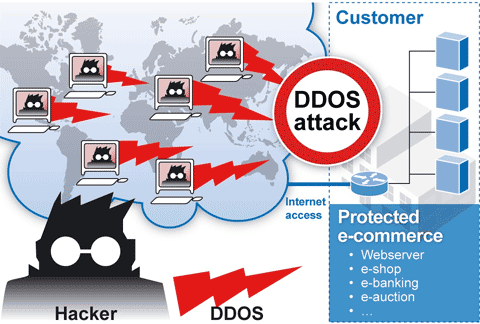 Customer
DDOS
attack
Internet
access
Protected
e-commerce
• Webserver
• e-shop
• e-banking
• e-auction
• ...
Hacker
DDOS